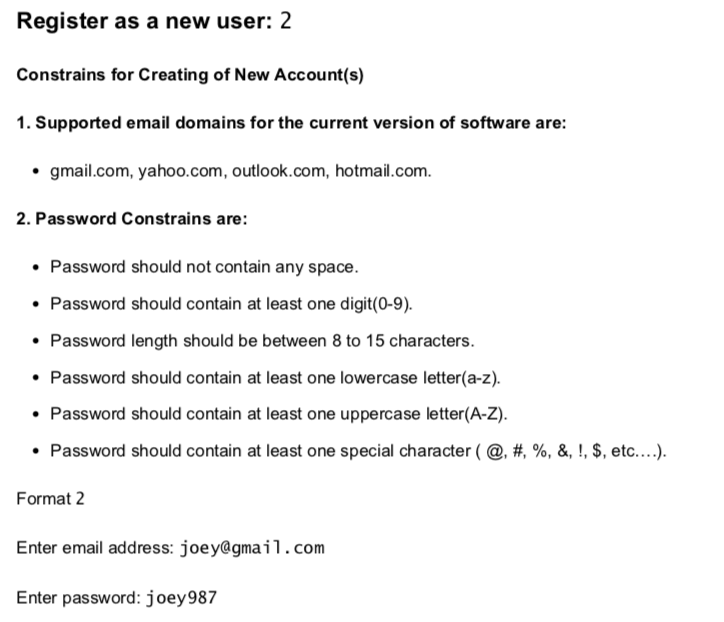 Register as a new user: 2
Constrains for Creating of New Account(s)
1. Supported email domains for the current version of software are:
• gmail.com, yahoo.com, outlook.com, hotmail.com.
2. Password Constrains are:
• Password should not contain any space.
• Password should contain at least one digit(0-9).
• Password length should be between 8 to 15 characters.
• Password should contain at least one lowercase letter(a-z).
• Password should contain at least one uppercase letter(A-Z).
• Password should contain at least one special character ( @, #, %, &, !, $, etc….).
Format 2
Enter email address: joey@gmail.com
Enter password: joey987